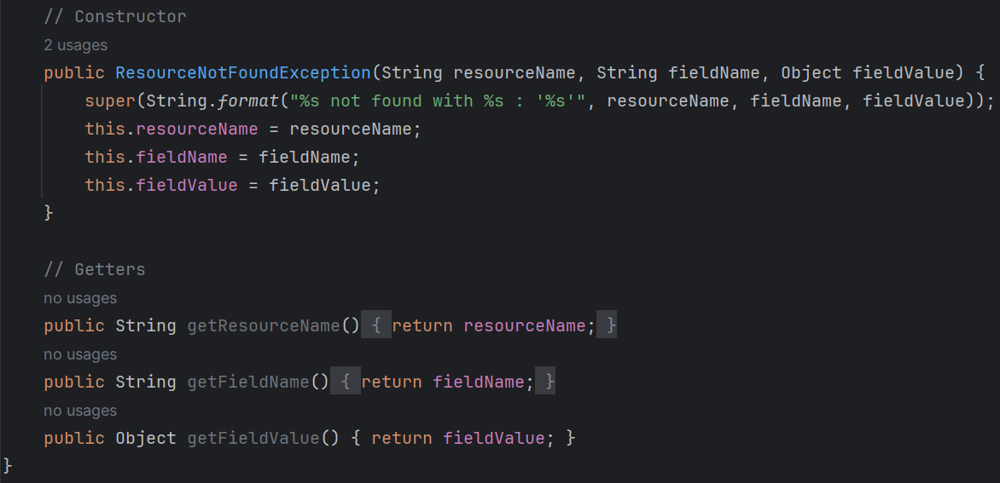 // Constructor
2 usages
public ResourceNotFoundException(String resourceName, String fieldName, Object fieldValue) {
super(String.format("%s not found with %s : '%s'", resourceName, fieldName, fieldValue));
this.resourceName = resourceName;
this.fieldName = fieldName;
this.fieldValue = fieldValue;
}
// Getters
no usages
public String getResourceName() { return resourceName; }
no usages
public String getFieldName() { return fieldName; }
no usages
public Object getFieldValue() { return fieldValue; }
}